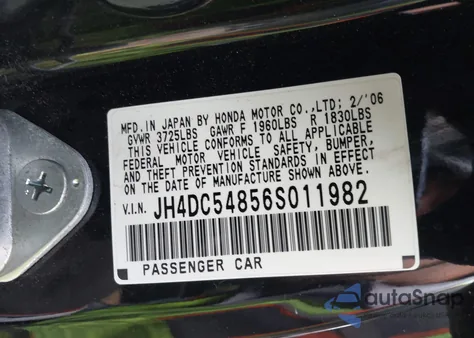 MFD. IN JAPAN BY HONDA MOTOR CO., LTD; 2/'06
GVWR 3725LBS GAWR F 1960LBS R 1830LBS
THIS VEHICLE CONFORMS TO ALL APPLICABLE
FEDERAL MOTOR VEHICLE SAFETY, BUMPER,
AND THEFT PREVENTION STANDARDS IN EFFECT
ON THE DATE OF MANUFACTURE SHOWN ABOVE.
V.I.N. JH4DC54856S011982
PASSENGER CAR
autaSnap